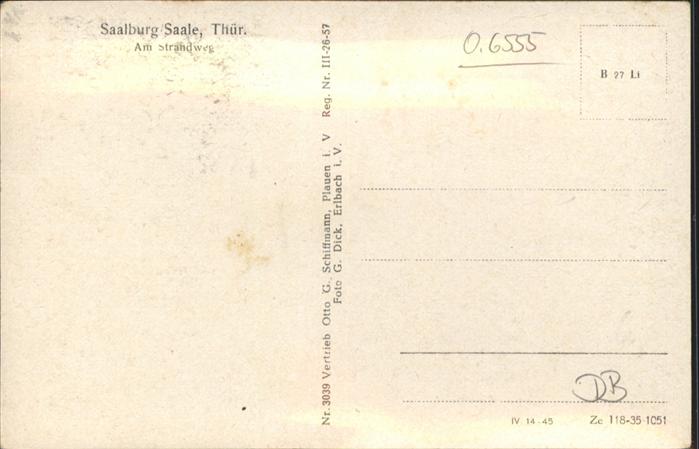 Saalburg/Saale, Thür.
Am Strandweg
Nr. 3039 Vertrieb Otto G. Schiffmann, Plauen i. V Reg. Nr. III-26-57
Foto G. Dick, Erlbach i. V.
0.6555
B 27 Li
DB
IV 14-45 Ze 118-35-1051